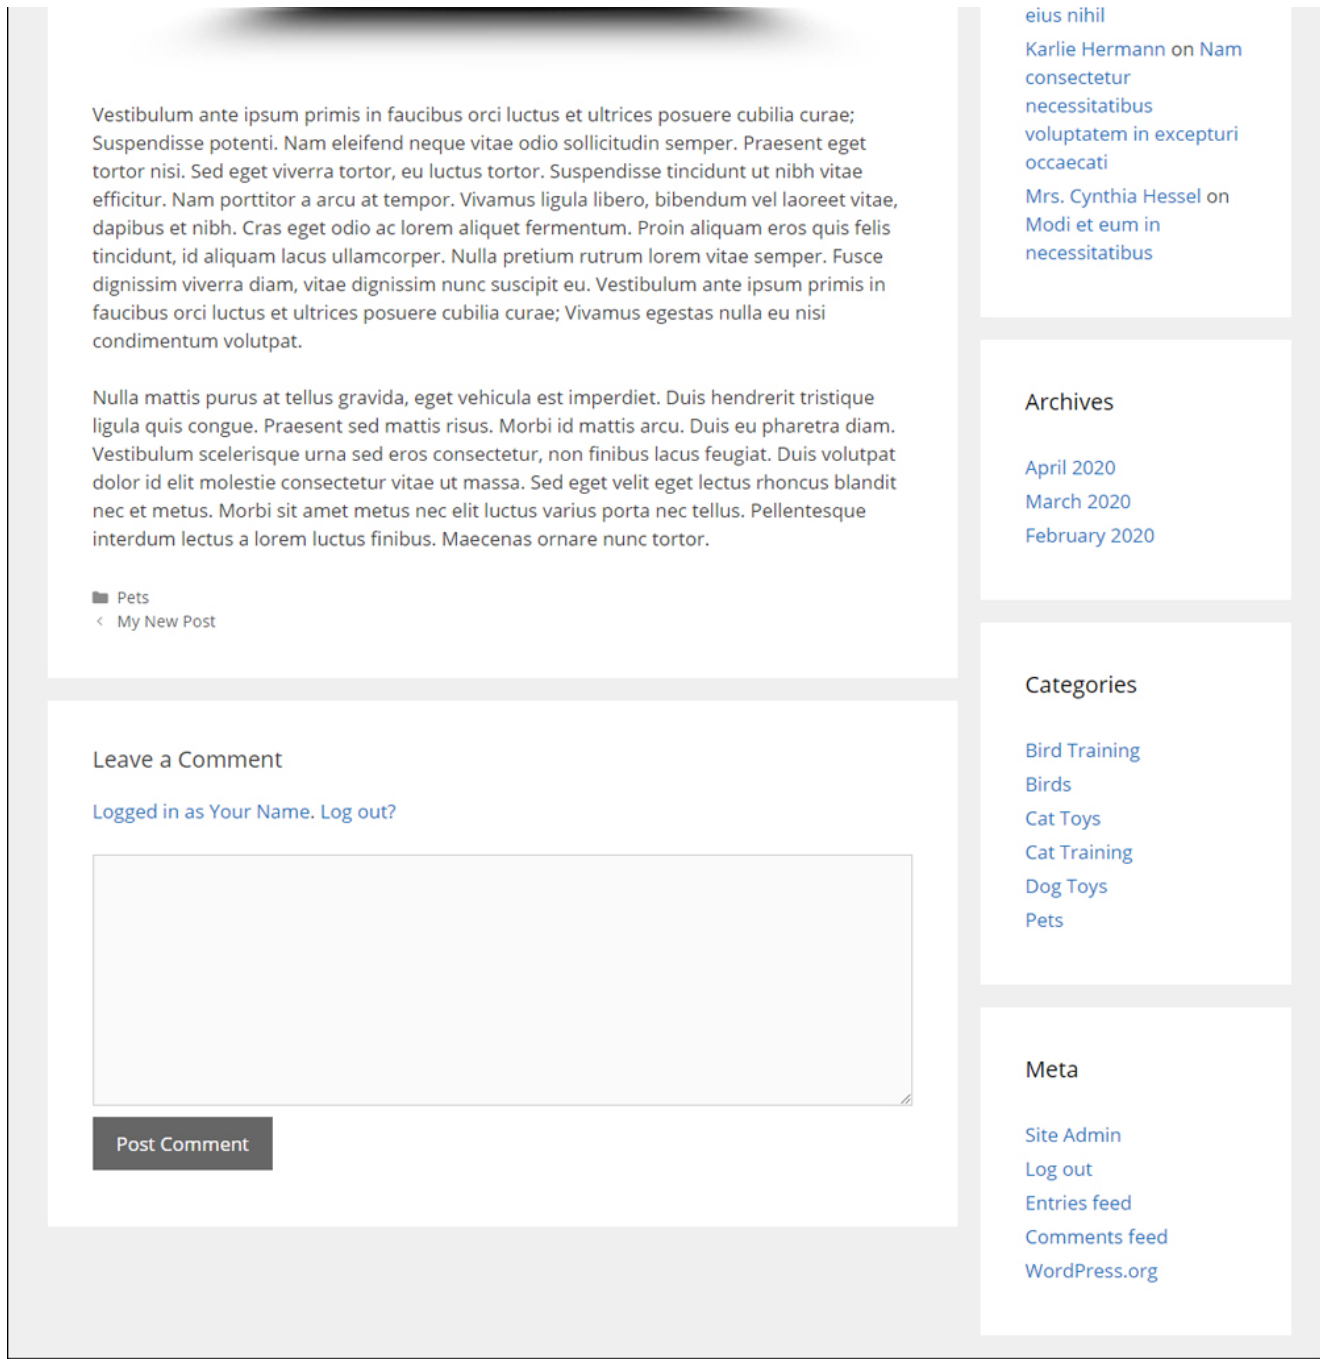 Vestibulum ante ipsum primis in faucibus orci luctus et ultrices posuere cubilia curae;
Suspendisse potenti. Nam eleifend neque vitae odio sollicitudin semper. Praesent eget
tortor nisi. Sed eget viverra tortor, eu luctus tortor. Suspendisse tincidunt ut nibh vitae
efficitur. Nam porttitor a arcu at tempor. Vivamus ligula libero, bibendum vel laoreet vitae,
dapibus et nibh. Cras eget odio ac lorem aliquet fermentum. Proin aliquam eros quis felis
tincidunt, id aliquam lacus ullamcorper. Nulla pretium rutrum lorem vitae semper. Fusce
dignissim viverra diam, vitae dignissim nunc suscipit eu. Vestibulum ante ipsum primis in
faucibus orci luctus et ultrices posuere cubilia curae; Vivamus egestas nulla eu nisi
condimentum volutpat.
Nulla mattis purus at tellus gravida, eget vehicula est imperdiet. Duis hendrerit tristique
ligula quis congue. Praesent sed mattis risus. Morbi id mattis arcu. Duis eu pharetra diam.
Vestibulum scelerisque urna sed eros consectetur, non finibus lacus feugiat. Duis volutpat
dolor id elit molestie consectetur vitae ut massa. Sed eget velit eget lectus rhoncus blandit
nec et metus. Morbi sit amet metus nec elit luctus varius porta nec tellus. Pellentesque
interdum lectus a lorem luctus finibus. Maecenas ornare nunc tortor.
Pets
< My New Post
Leave a Comment
Logged in as Your Name. Log out?
Post Comment
eius nihil
Karlie Hermann on Nam
consectetur
necessitatibus
voluptatem in excepturi
occaecati
Mrs. Cynthia Hessel on
Modi et eum in
necessitatibus
Archives
April 2020
March 2020
February 2020
Categories
Bird Training
Birds
Cat Toys
Cat Training
Dog Toys
Pets
Meta
Site Admin
Log out
Entries feed
Comments feed
WordPress.org